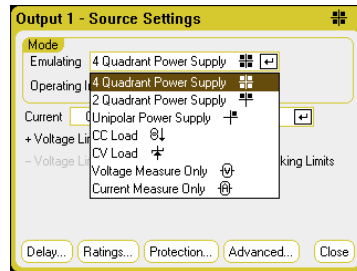 Output 1 - Source Settings
Mode
Emulating 4 Quadrant Power Supply
Operating
4 Quadrant Power Supply
2 Quadrant Power Supply
Unipolar Power Supply
CC Load
CV Load
Voltage Measure Only
Current Measure Only
Current
+ Voltage
- Voltage
king Limits
Delay... Ratings... Protection... Advanced... Close